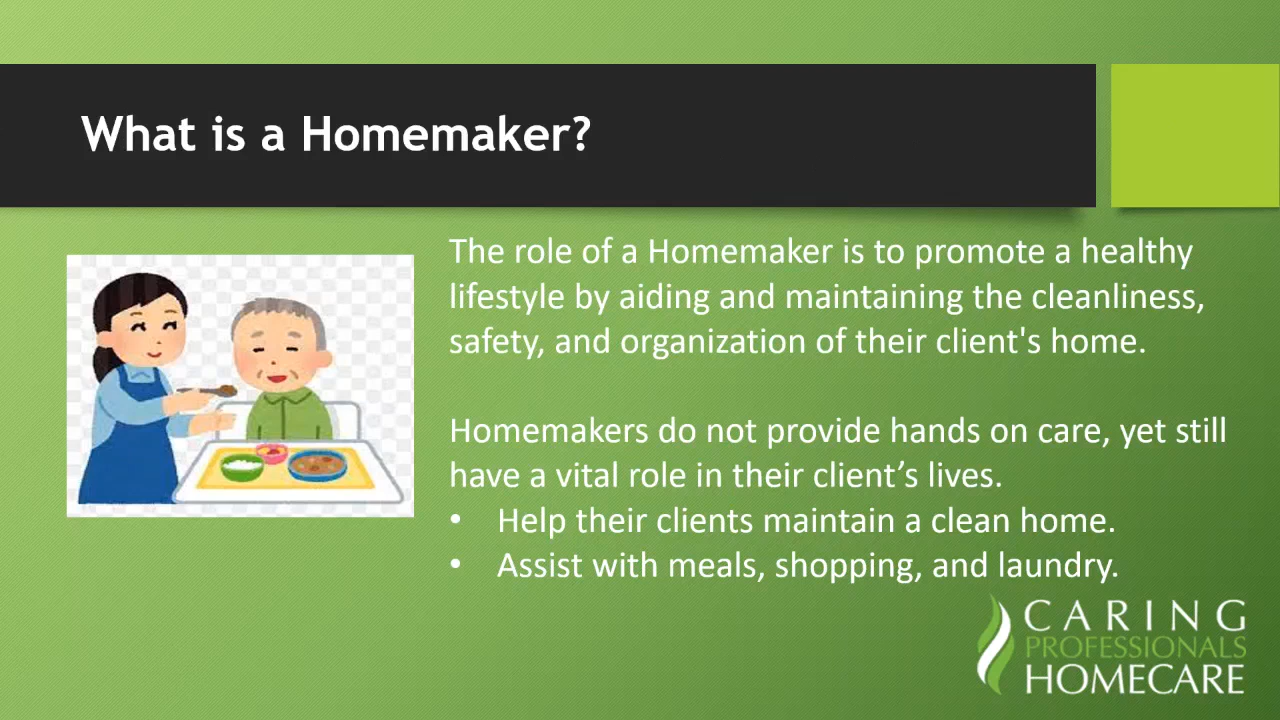 What is a Homemaker?
The role of a Homemaker is to promote a healthy
lifestyle by aiding and maintaining the cleanliness,
safety, and organization of their client's home.
Homemakers do not provide hands on care, yet still
have a vital role in their client’s lives.
• Help their clients maintain a clean home.
• Assist with meals, shopping, and laundry.
CARING
PROFESSIONALS
HOMECARE